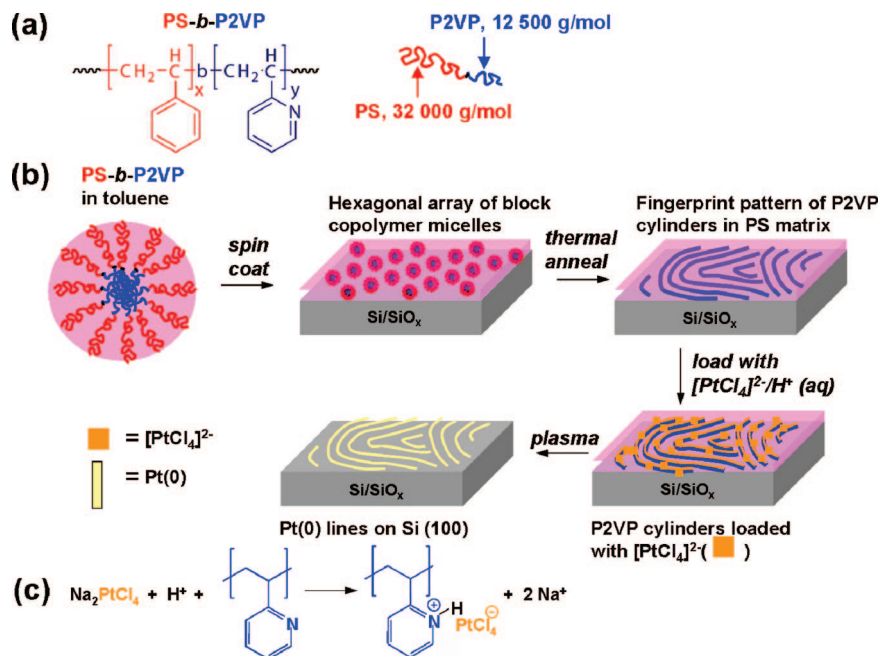 (a)
PS-b-P2VP
P2VP, 12 500 g/mol
CH₂ C H b CH₂ C H
x y
N
PS, 32 000 g/mol
(b)
PS-b-P2VP
in toluene
spin
coat
Hexagonal array of block
copolymer micelles
Si/SiOₓ
thermal
anneal
Fingerprint pattern of P2VP
cylinders in PS matrix
Si/SiOₓ
load with
[PtCl₄]²⁻/H⁺ (aq)
= [PtCl₄]²⁻
= Pt(0)
Si/SiOₓ
Pt(0) lines on Si (100)
plasma
Si/SiOₓ
P2VP cylinders loaded
with [PtCl₄]²⁻( )
(c)
Na₂PtCl₄ + H⁺ +
N
N H
+
PtCl₄ −
+ 2 Na⁺